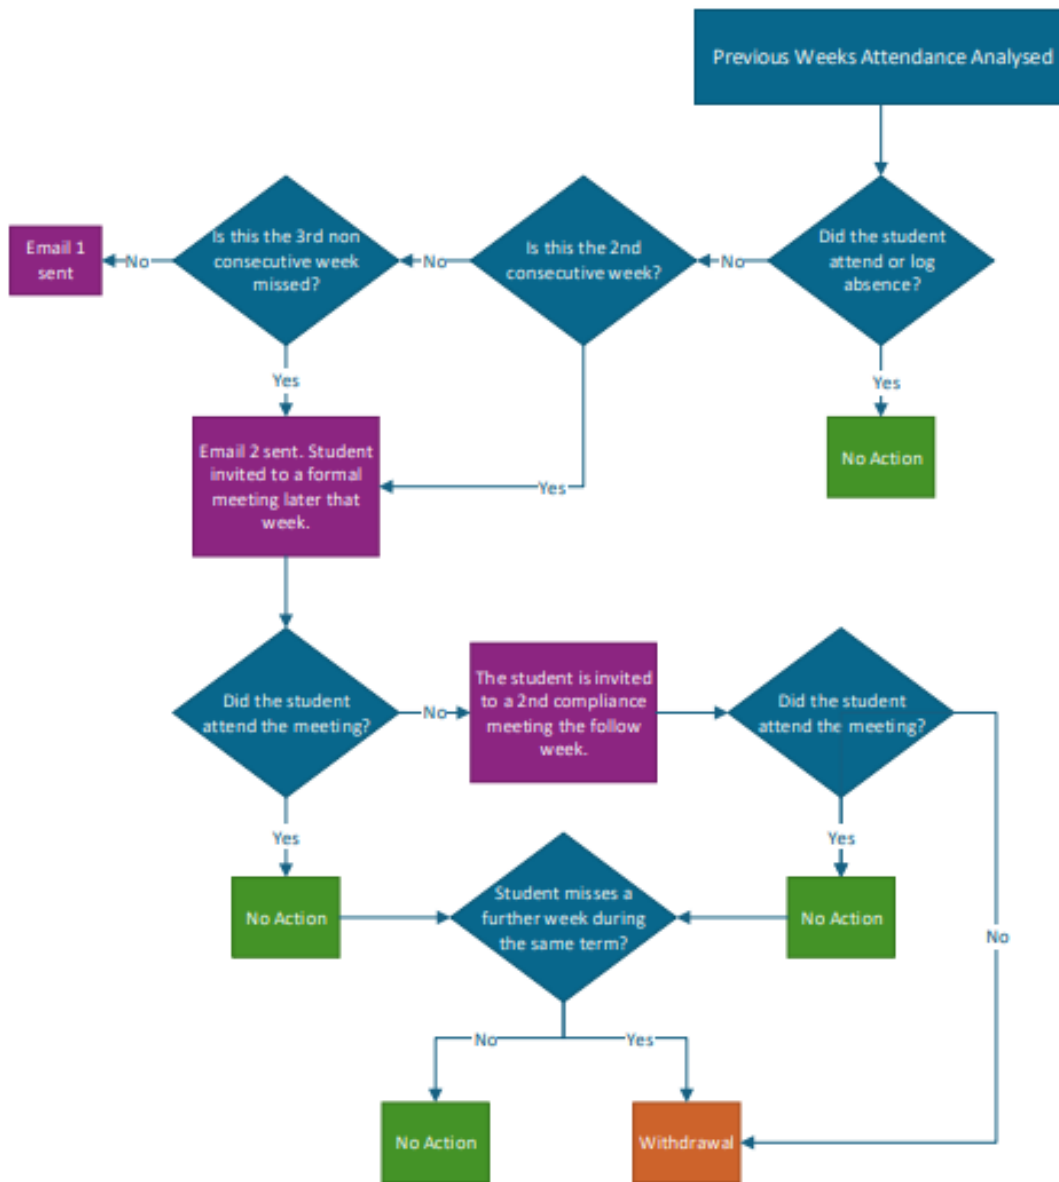 Previous Weeks Attendance Analysed
Did the student
attend or log
absence?
No
Yes
No Action
Is this the 2nd
consecutive week?
No
Yes
Is this the 3rd non
consecutive week
missed?
No
Email 1
sent
Yes
Email 2 sent. Student
invited to a formal
meeting later that
week.
Did the student
attend the meeting?
No
The student is invited
to a 2nd compliance
meeting the follow
week.
Did the student
attend the meeting?
No
Yes
No Action
Yes
No Action
Student misses a
further week during
the same term?
No
Yes
No Action
Withdrawal